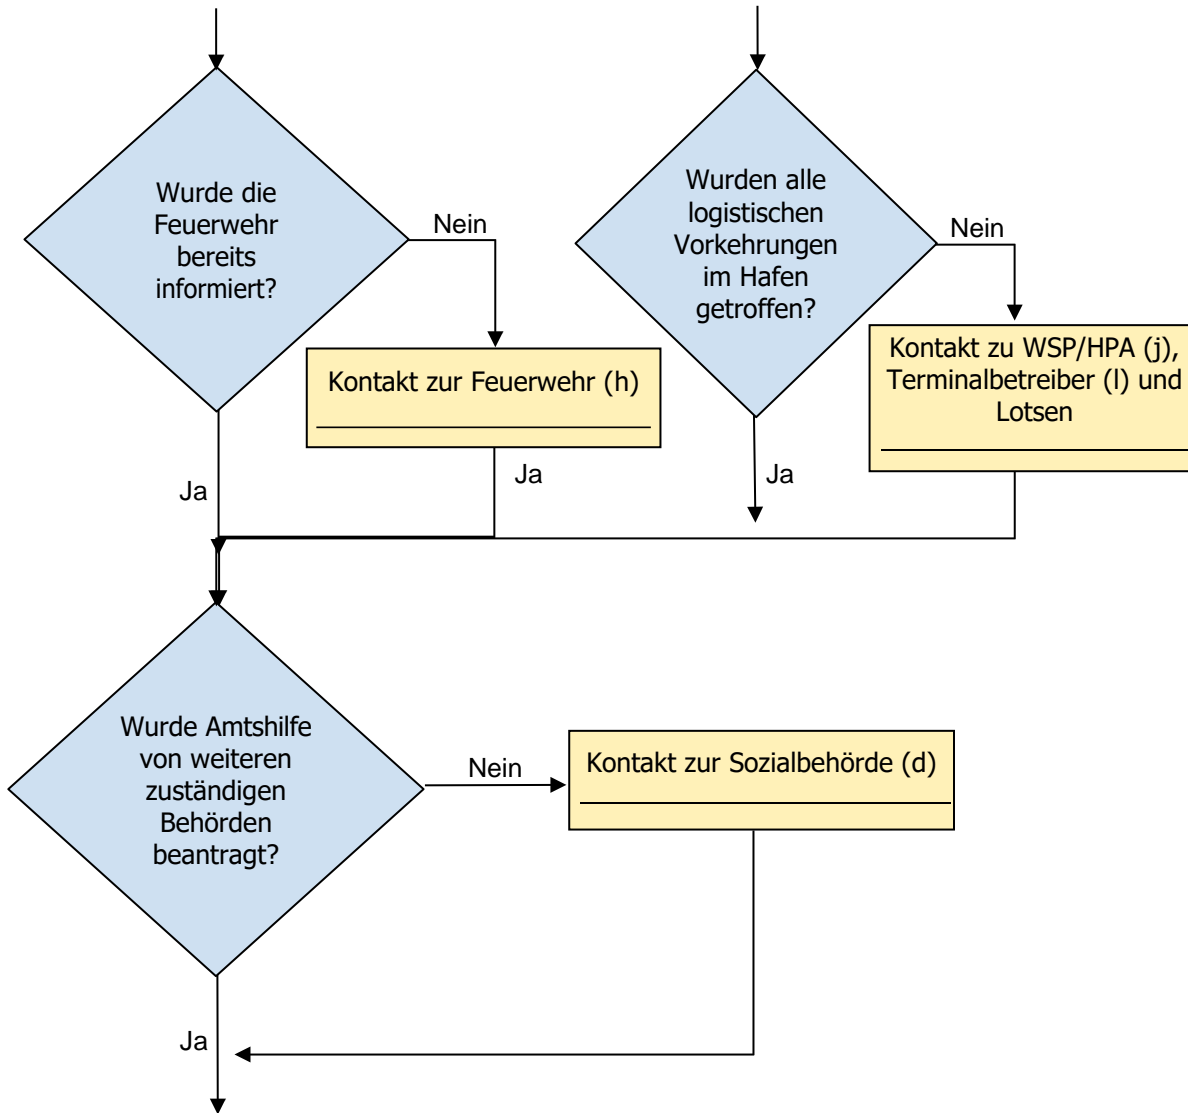 Wurde die
Feuerwehr
bereits
informiert?
Nein
Wurden alle
logistischen
Vorkehrungen
im Hafen
getroffen?
Nein
Kontakt zur Feuerwehr (h)
Kontakt zu WSP/HPA (j),
Terminalbetreiber (l) und
Lotsen
Ja
Ja
Ja
Wurde Amtshilfe
von weiteren
zuständigen
Behörden
beantragt?
Nein
Kontakt zur Sozialbehörde (d)
Ja